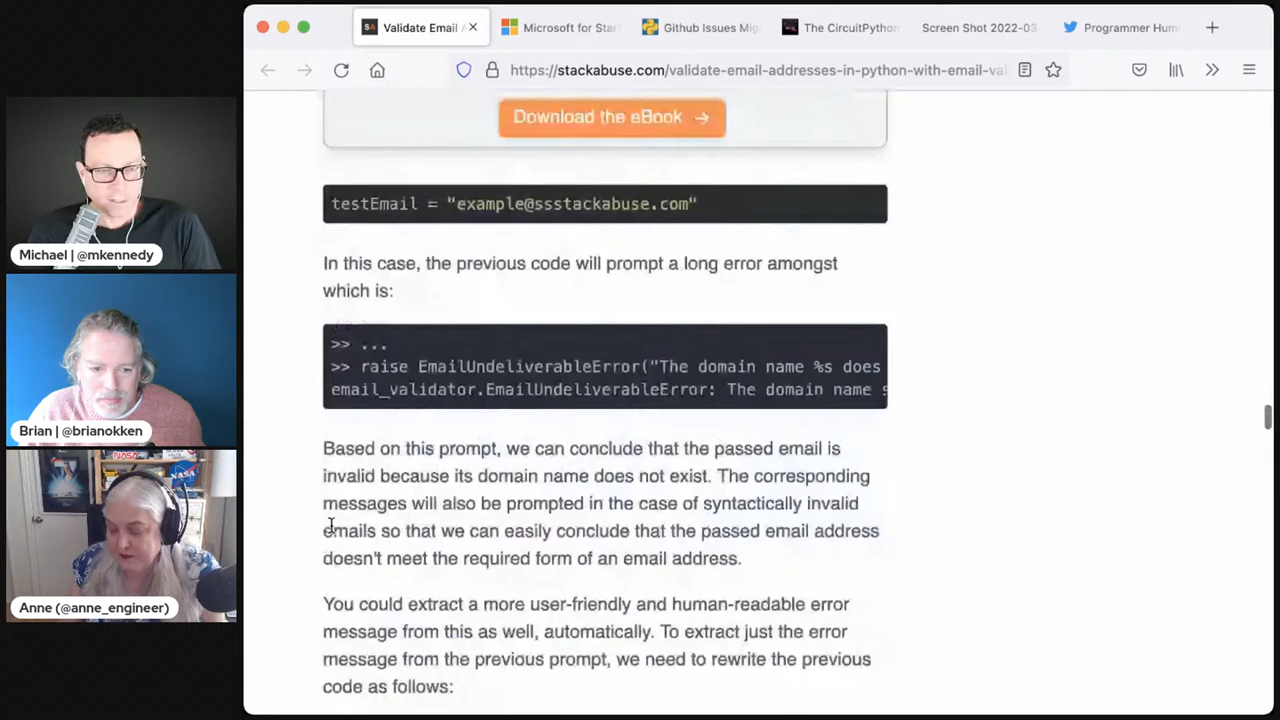 Validate Email A
Microsoft for Star
Github Issues Mig
The CircuitPython
Screen Shot 2022-03-
Programmer Hum
https://stackabuse.com/validate-email-addresses-in-python-with-email-val
Download the eBook →
testEmail = "example@ssstackabuse.com"
In this case, the previous code will prompt a long error amongst
which is:
>> ...
>> raise EmailUndeliverableError("The domain name %s does
email_validator.EmailUndeliverableError: The domain name s
Based on this prompt, we can conclude that the passed email is
invalid because its domain name does not exist. The corresponding
messages will also be prompted in the case of syntactically invalid
emails so that we can easily conclude that the passed email address
doesn't meet the required form of an email address.
You could extract a more user-friendly and human-readable error
message from this as well, automatically. To extract just the error
message from the previous prompt, we need to rewrite the previous
code as follows:
Michael | @mkennedy
Brian | @brianokken
NASA
NASA
Anne (@anne_engineer)